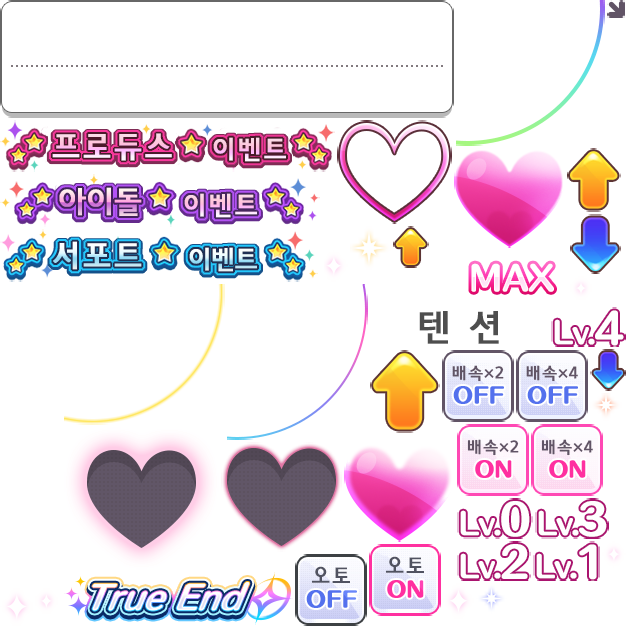 프로듀스 이벤트
아이돌 이벤트
서포트 이벤트
MAX
텐 션
Lv.4
배속×2
OFF
배속×4
OFF
배속×2
ON
배속×4
ON
Lv.0
Lv.3
Lv.2
Lv.1
오토
OFF
오토
ON
True End